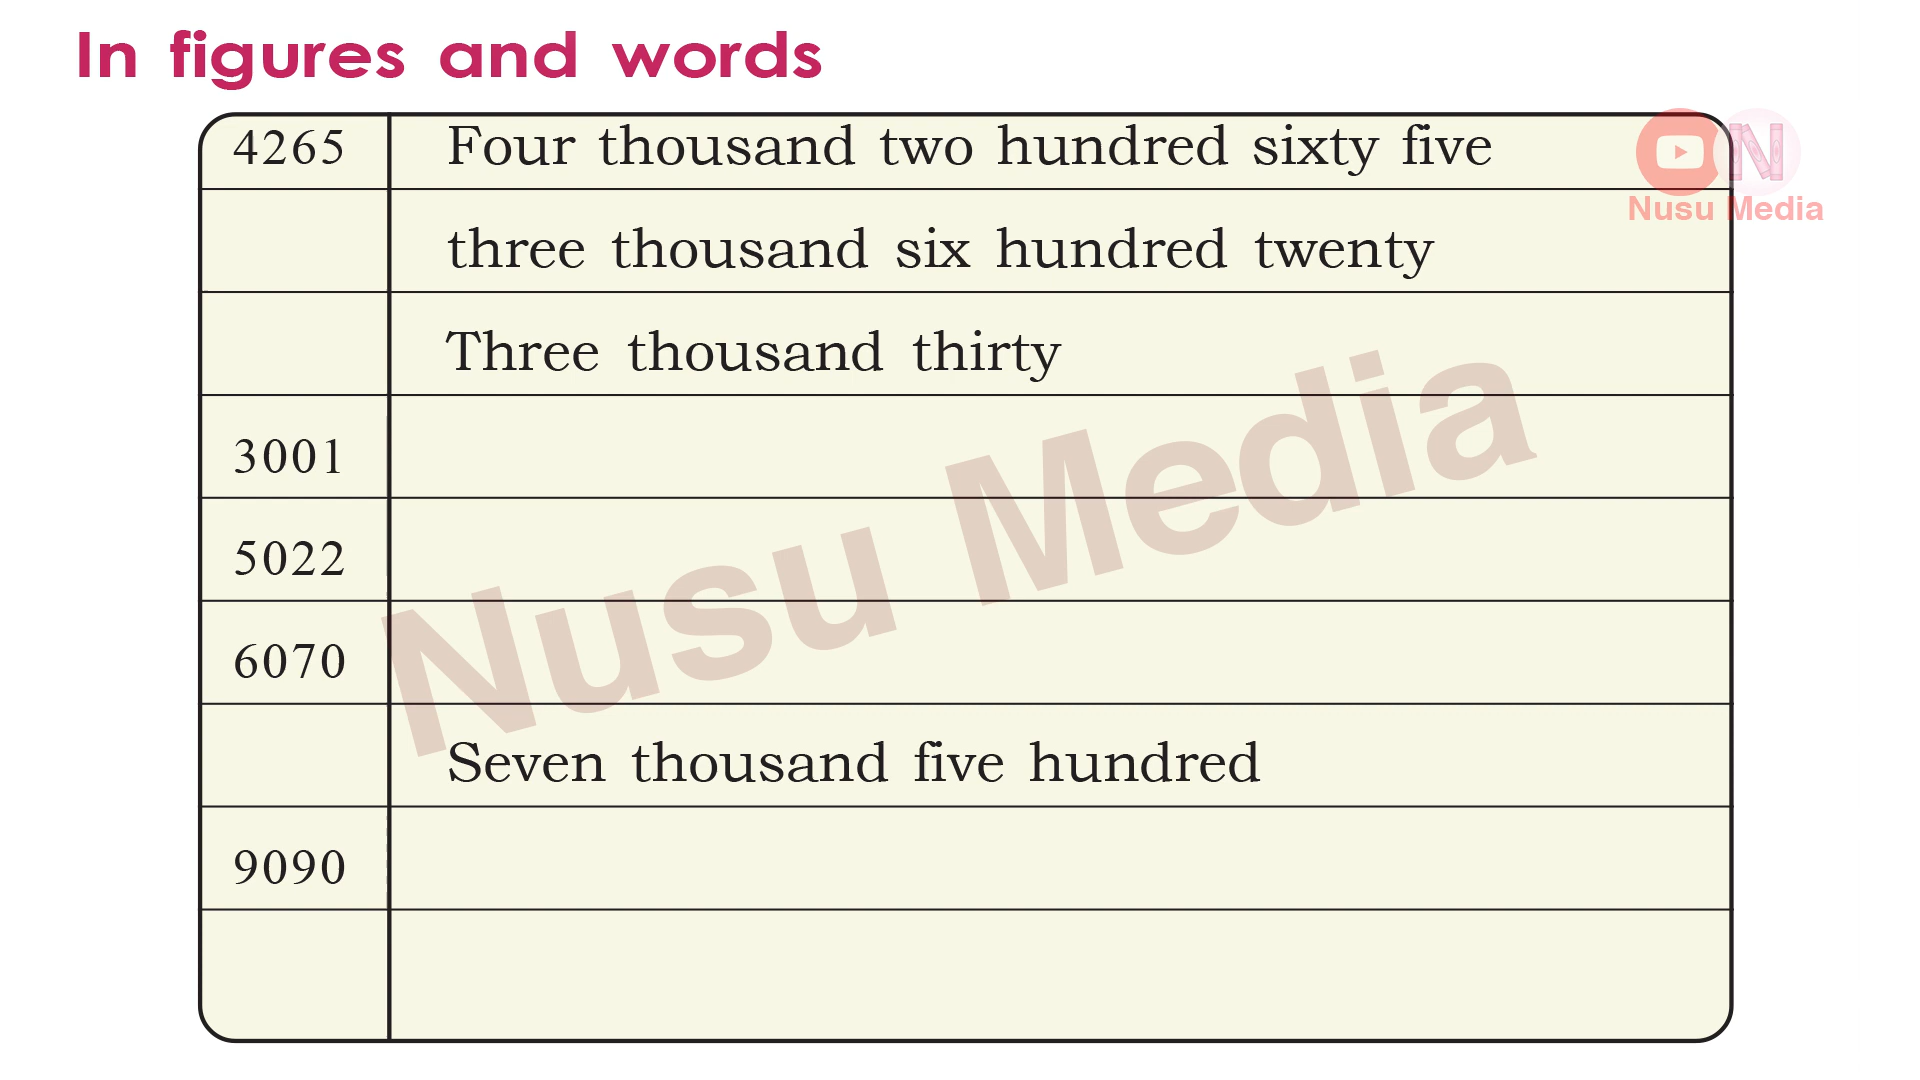 In figures and words
4265 Four thousand two hundred sixty five
Nusu Media
three thousand six hundred twenty
Three thousand thirty
3001
5022
6070
Nusu Media
Seven thousand five hundred
9090